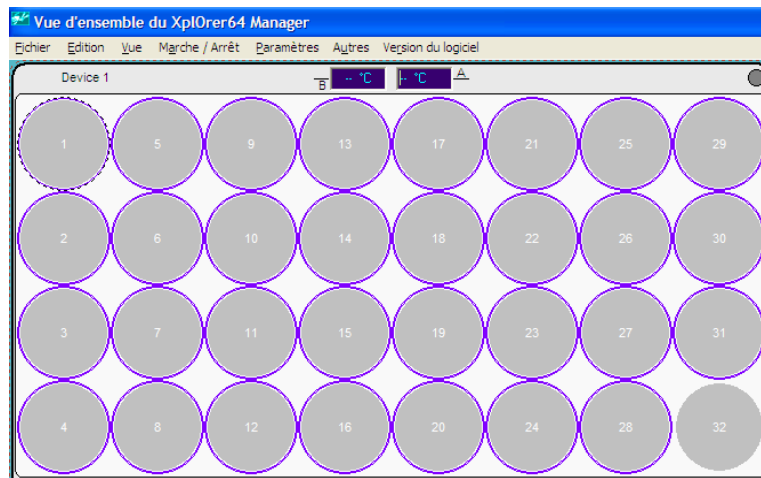 Vue d'ensemble du XplOrer64 Manager
Fichier Edition Vue Marche / Arrêt Paramètres Autres Version du logiciel
Device 1 B -- °C - °C A
1 5 9 13 17 21 25 29
2 6 10 14 18 22 26 30
3 7 11 15 19 23 27 31
4 8 12 16 20 24 28 32